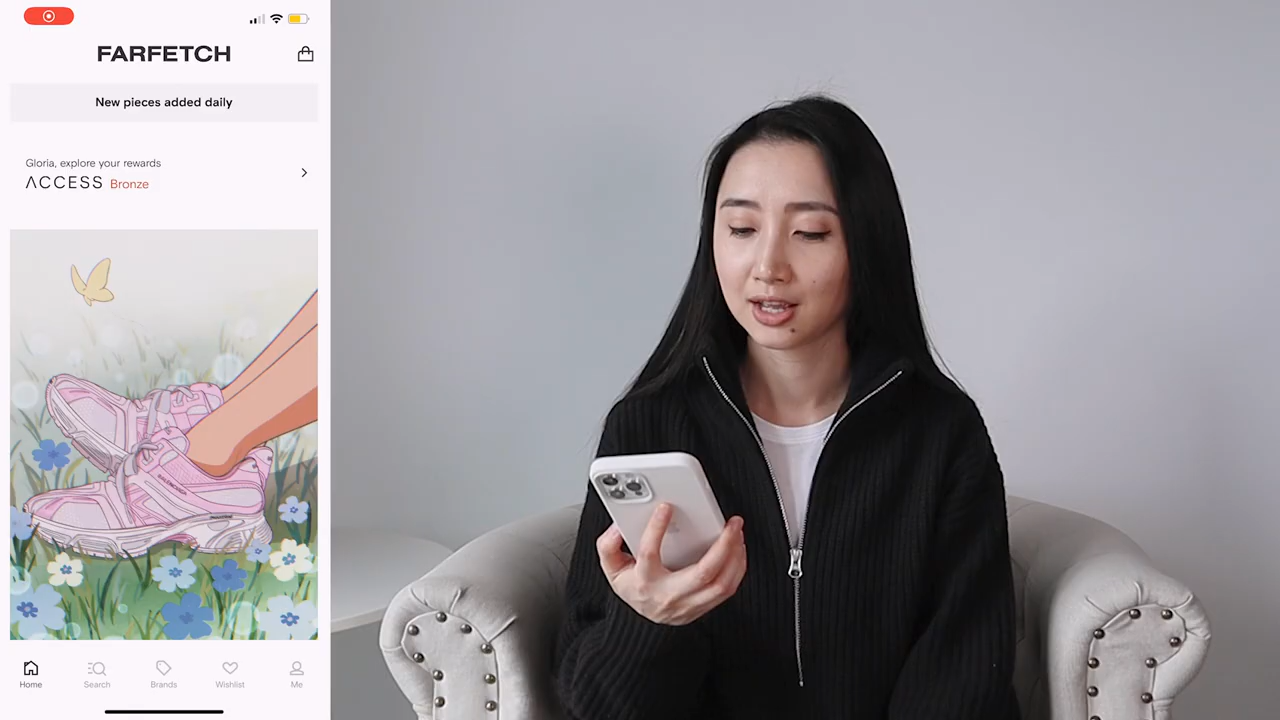 FARFETCH
New pieces added daily
Gloria, explore your rewards
ACCESS Bronze
Home
Search
Brands
Wishlist
Me